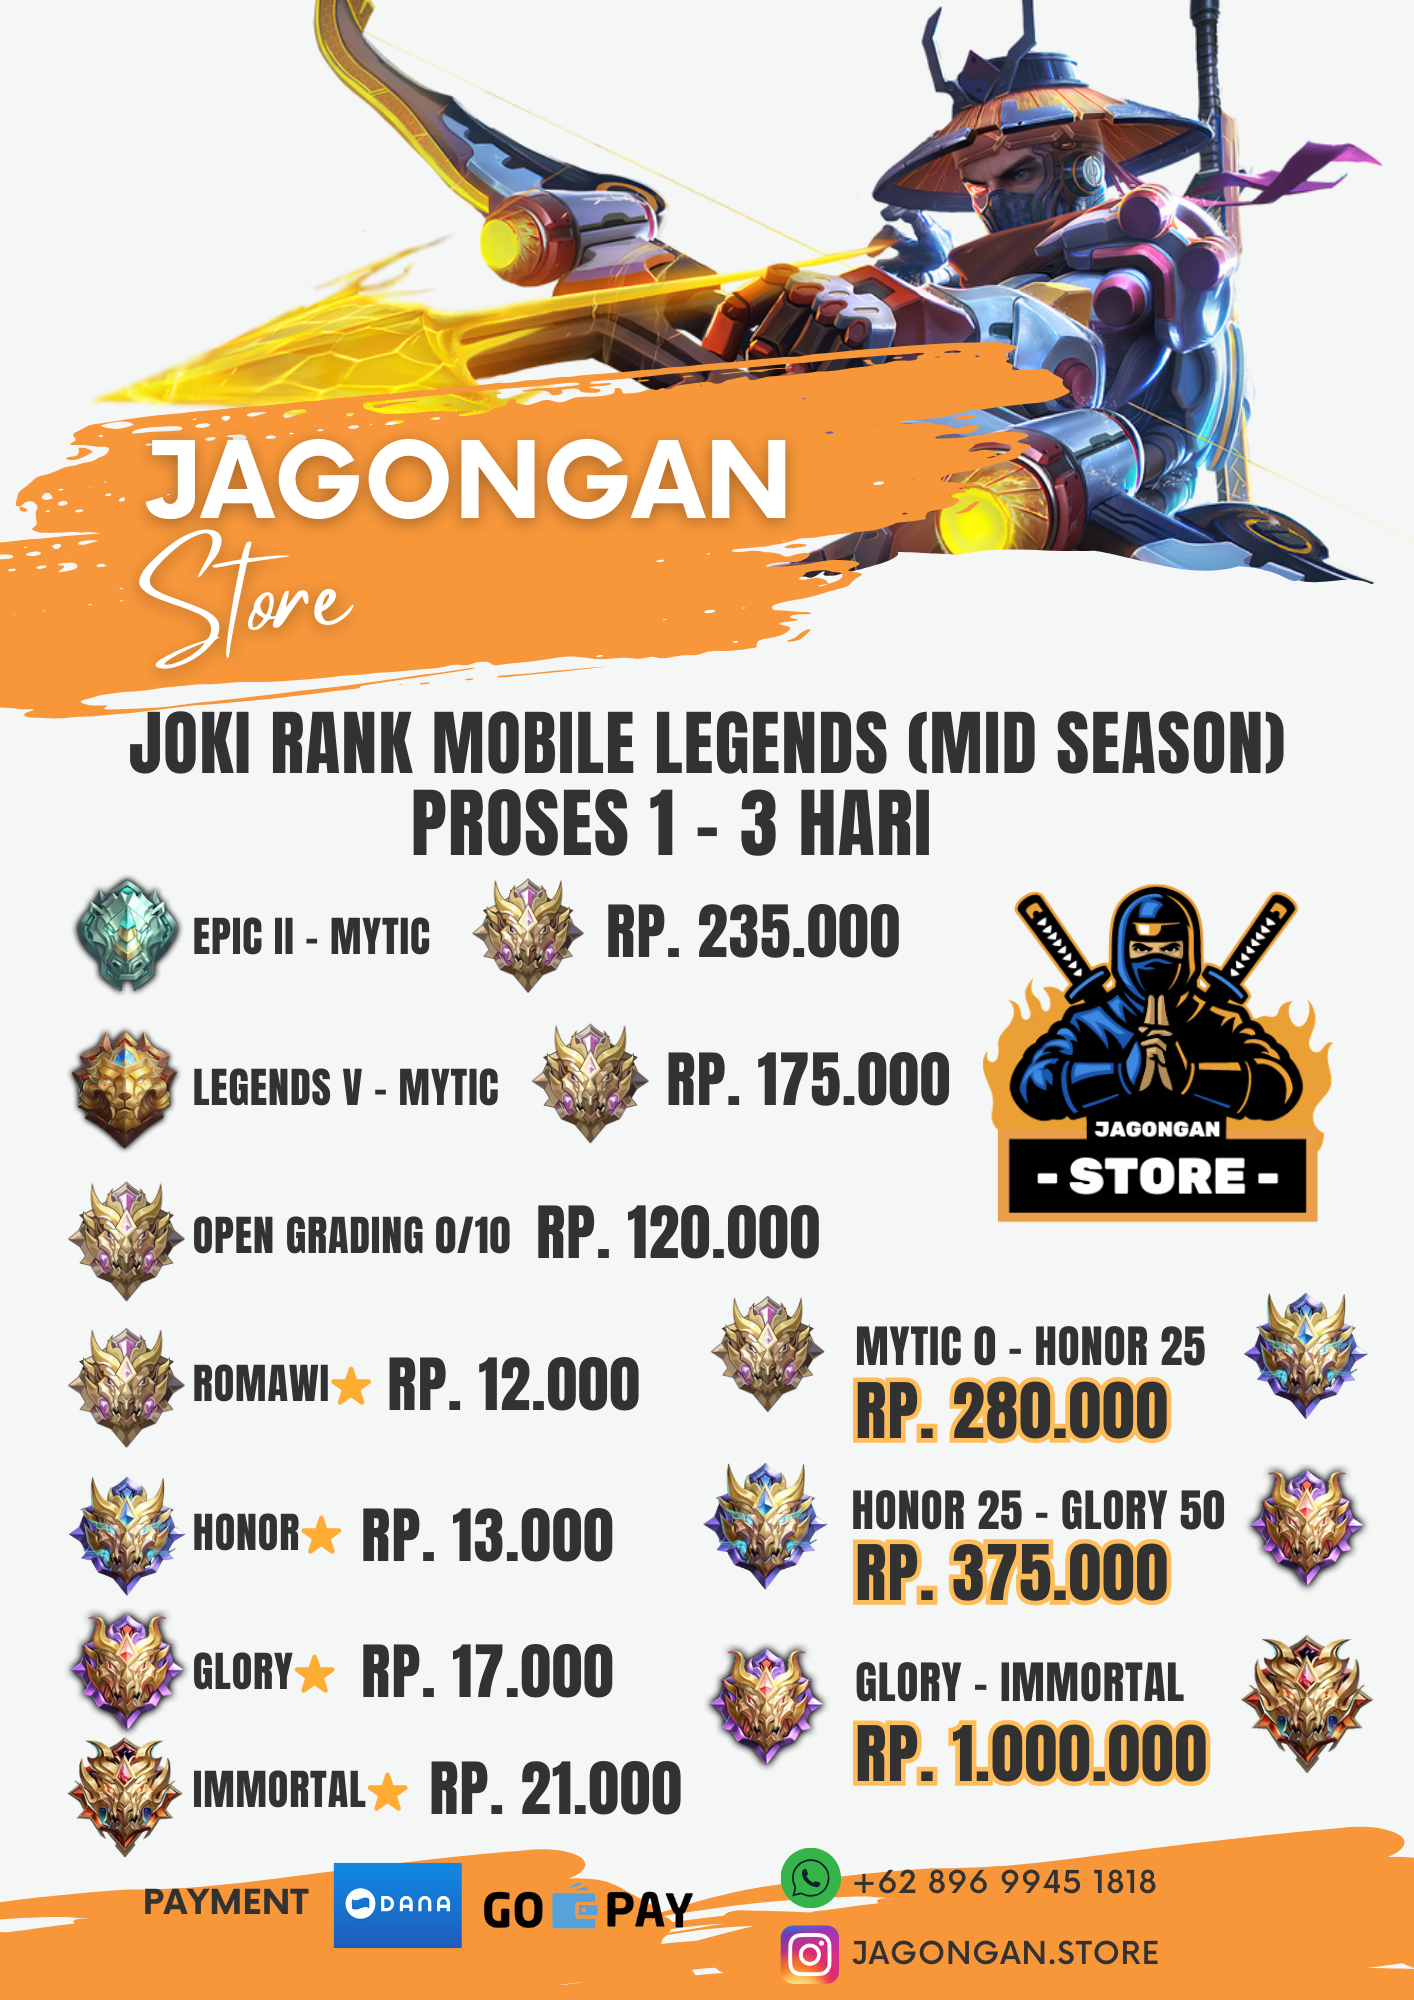 JAGONGAN
Store
JOKI RANK MOBILE LEGENDS (MID SEASON)
PROSES 1 - 3 HARI
EPIC II - MYTIC RP. 235.000
LEGENDS V - MYTIC RP. 175.000
JAGONGAN
- STORE -
OPEN GRADING 0/10 RP. 120.000
ROMAWI RP. 12.000
HONOR RP. 13.000
GLORY RP. 17.000
IMMORTAL RP. 21.000
MYTIC 0 - HONOR 25
RP. 280.000
HONOR 25 - GLORY 50
RP. 375.000
GLORY - IMMORTAL
RP. 1.000.000
PAYMENT DANA GO PAY
+62 896 9945 1818
JAGONGAN.STORE